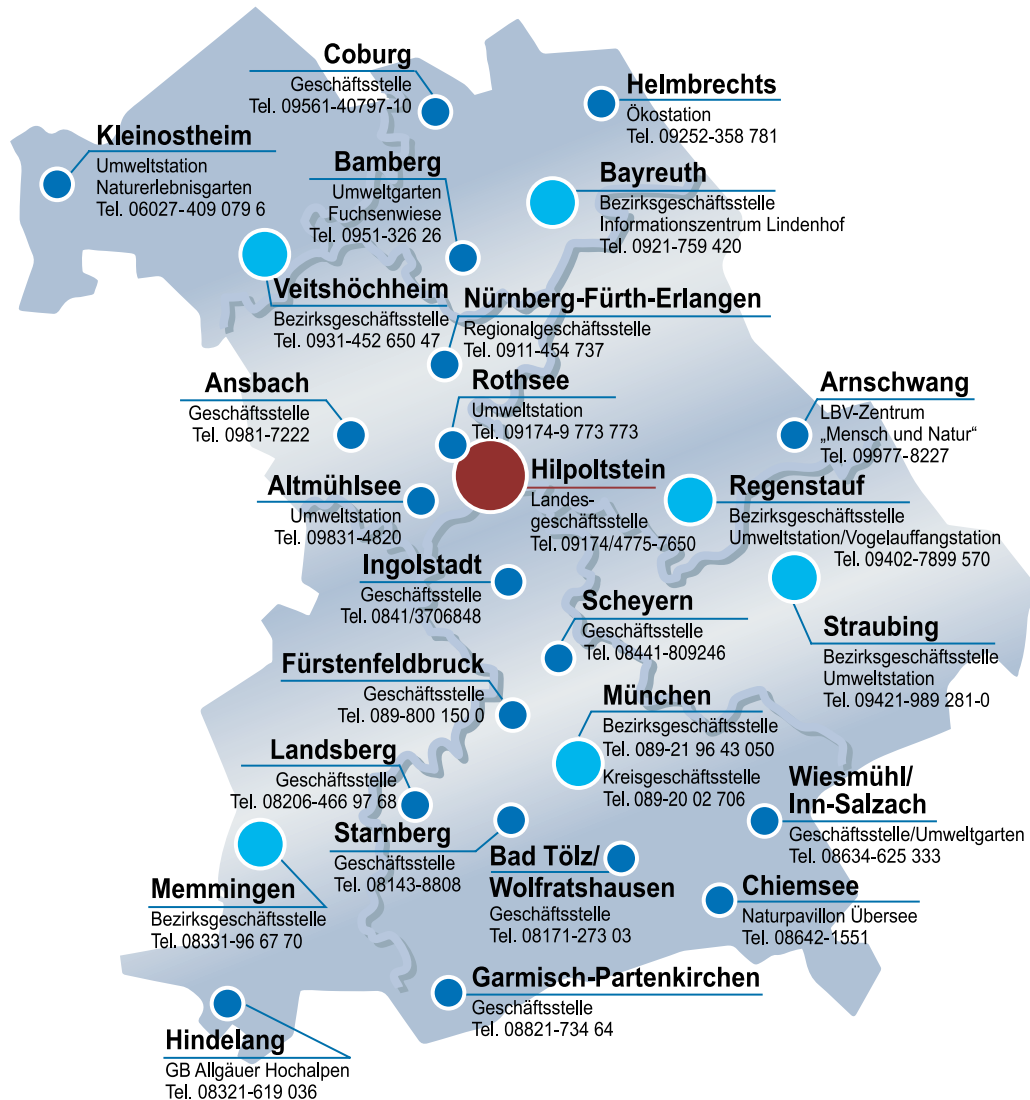 Coburg
Geschäftsstelle
Tel. 09561-40797-10
Helmbrechts
Ökostation
Tel. 09252-358 781
Kleinostheim
Umweltstation
Naturerlebnisgarten
Tel. 06027-409 079 6
Bamberg
Umweltgarten
Fuchsenwiese
Tel. 0951-326 26
Bayreuth
Bezirksgeschäftsstelle
Informationszentrum Lindenhof
Tel. 0921-759 420
Veitshöchheim
Bezirksgeschäftsstelle
Tel. 0931-452 650 47
Nürnberg-Fürth-Erlangen
Regionalgeschäftsstelle
Tel. 0911-454 737
Ansbach
Geschäftsstelle
Tel. 0981-7222
Rothsee
Umweltstation
Tel. 09174-9 773 773
Arnschwang
LBV-Zentrum
„Mensch und Natur“
Tel. 09977-8227
Hilpoltstein
Landes-
geschäftsstelle
Tel. 09174/4775-7650
Altmühlsee
Umweltstation
Tel. 09831-4820
Regenstauf
Bezirksgeschäftsstelle
Umweltstation/Vogelauffangstation
Tel. 09402-7899 570
Ingolstadt
Geschäftsstelle
Tel. 0841/3706848
Scheyern
Geschäftsstelle
Tel. 08441-809246
Straubing
Bezirksgeschäftsstelle
Umweltstation
Tel. 09421-989 281-0
Fürstenfeldbruck
Geschäftsstelle
Tel. 089-800 150 0
München
Bezirksgeschäftsstelle
Tel. 089-21 96 43 050
Kreisgeschäftsstelle
Tel. 089-20 02 706
Landsberg
Geschäftsstelle
Tel. 08206-466 97 68
Wiesmühl/
Inn-Salzach
Geschäftsstelle/Umweltgarten
Tel. 08634-625 333
Starnberg
Geschäftsstelle
Tel. 08143-8808
Bad Tölz/
Wolfratshausen
Geschäftsstelle
Tel. 08171-273 03
Memmingen
Bezirksgeschäftsstelle
Tel. 08331-96 67 70
Chiemsee
Naturpavillon Übersee
Tel. 08642-1551
Garmisch-Partenkirchen
Geschäftsstelle
Tel. 08821-734 64
Hindelang
GB Allgäuer Hochalpen
Tel. 08321-619 036